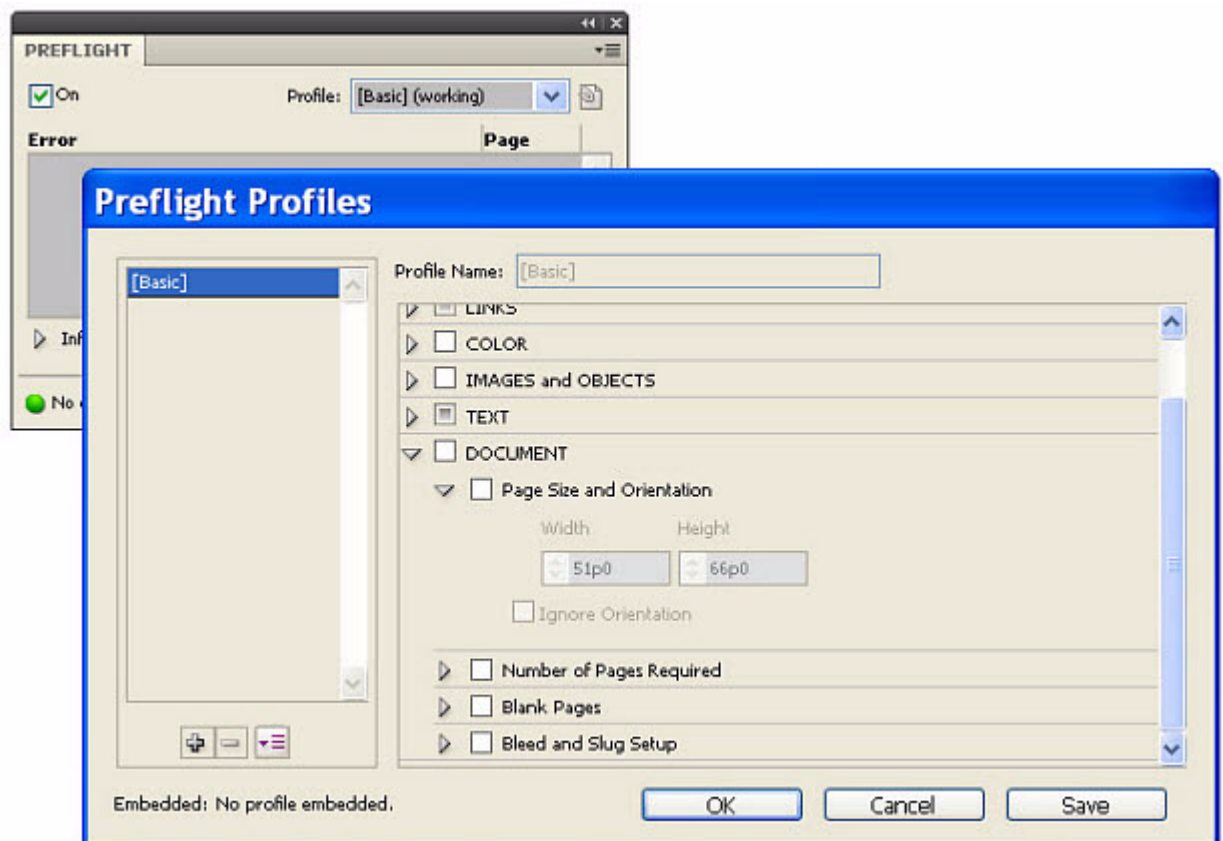 PREFLIGHT
On Profile: [Basic] (working)
Error Page
Preflight Profiles
[Basic]
Profile Name: [Basic]
LINKS
COLOR
IMAGES and OBJECTS
TEXT
DOCUMENT
Page Size and Orientation
Width Height
51p0 66p0
Ignore Orientation
Number of Pages Required
Blank Pages
Bleed and Slug Setup
No
Embedded: No profile embedded.
OK Cancel Save